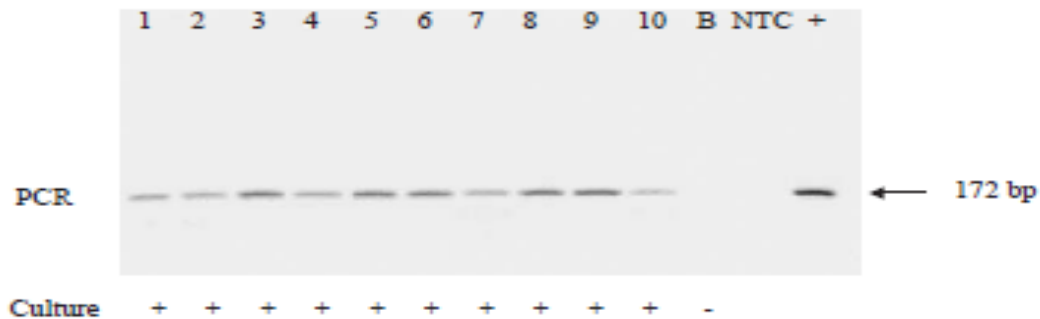 1 2 3 4 5 6 7 8 9 10 B NTC +
PCR 172 bp
Culture + + + + + + + + + + -